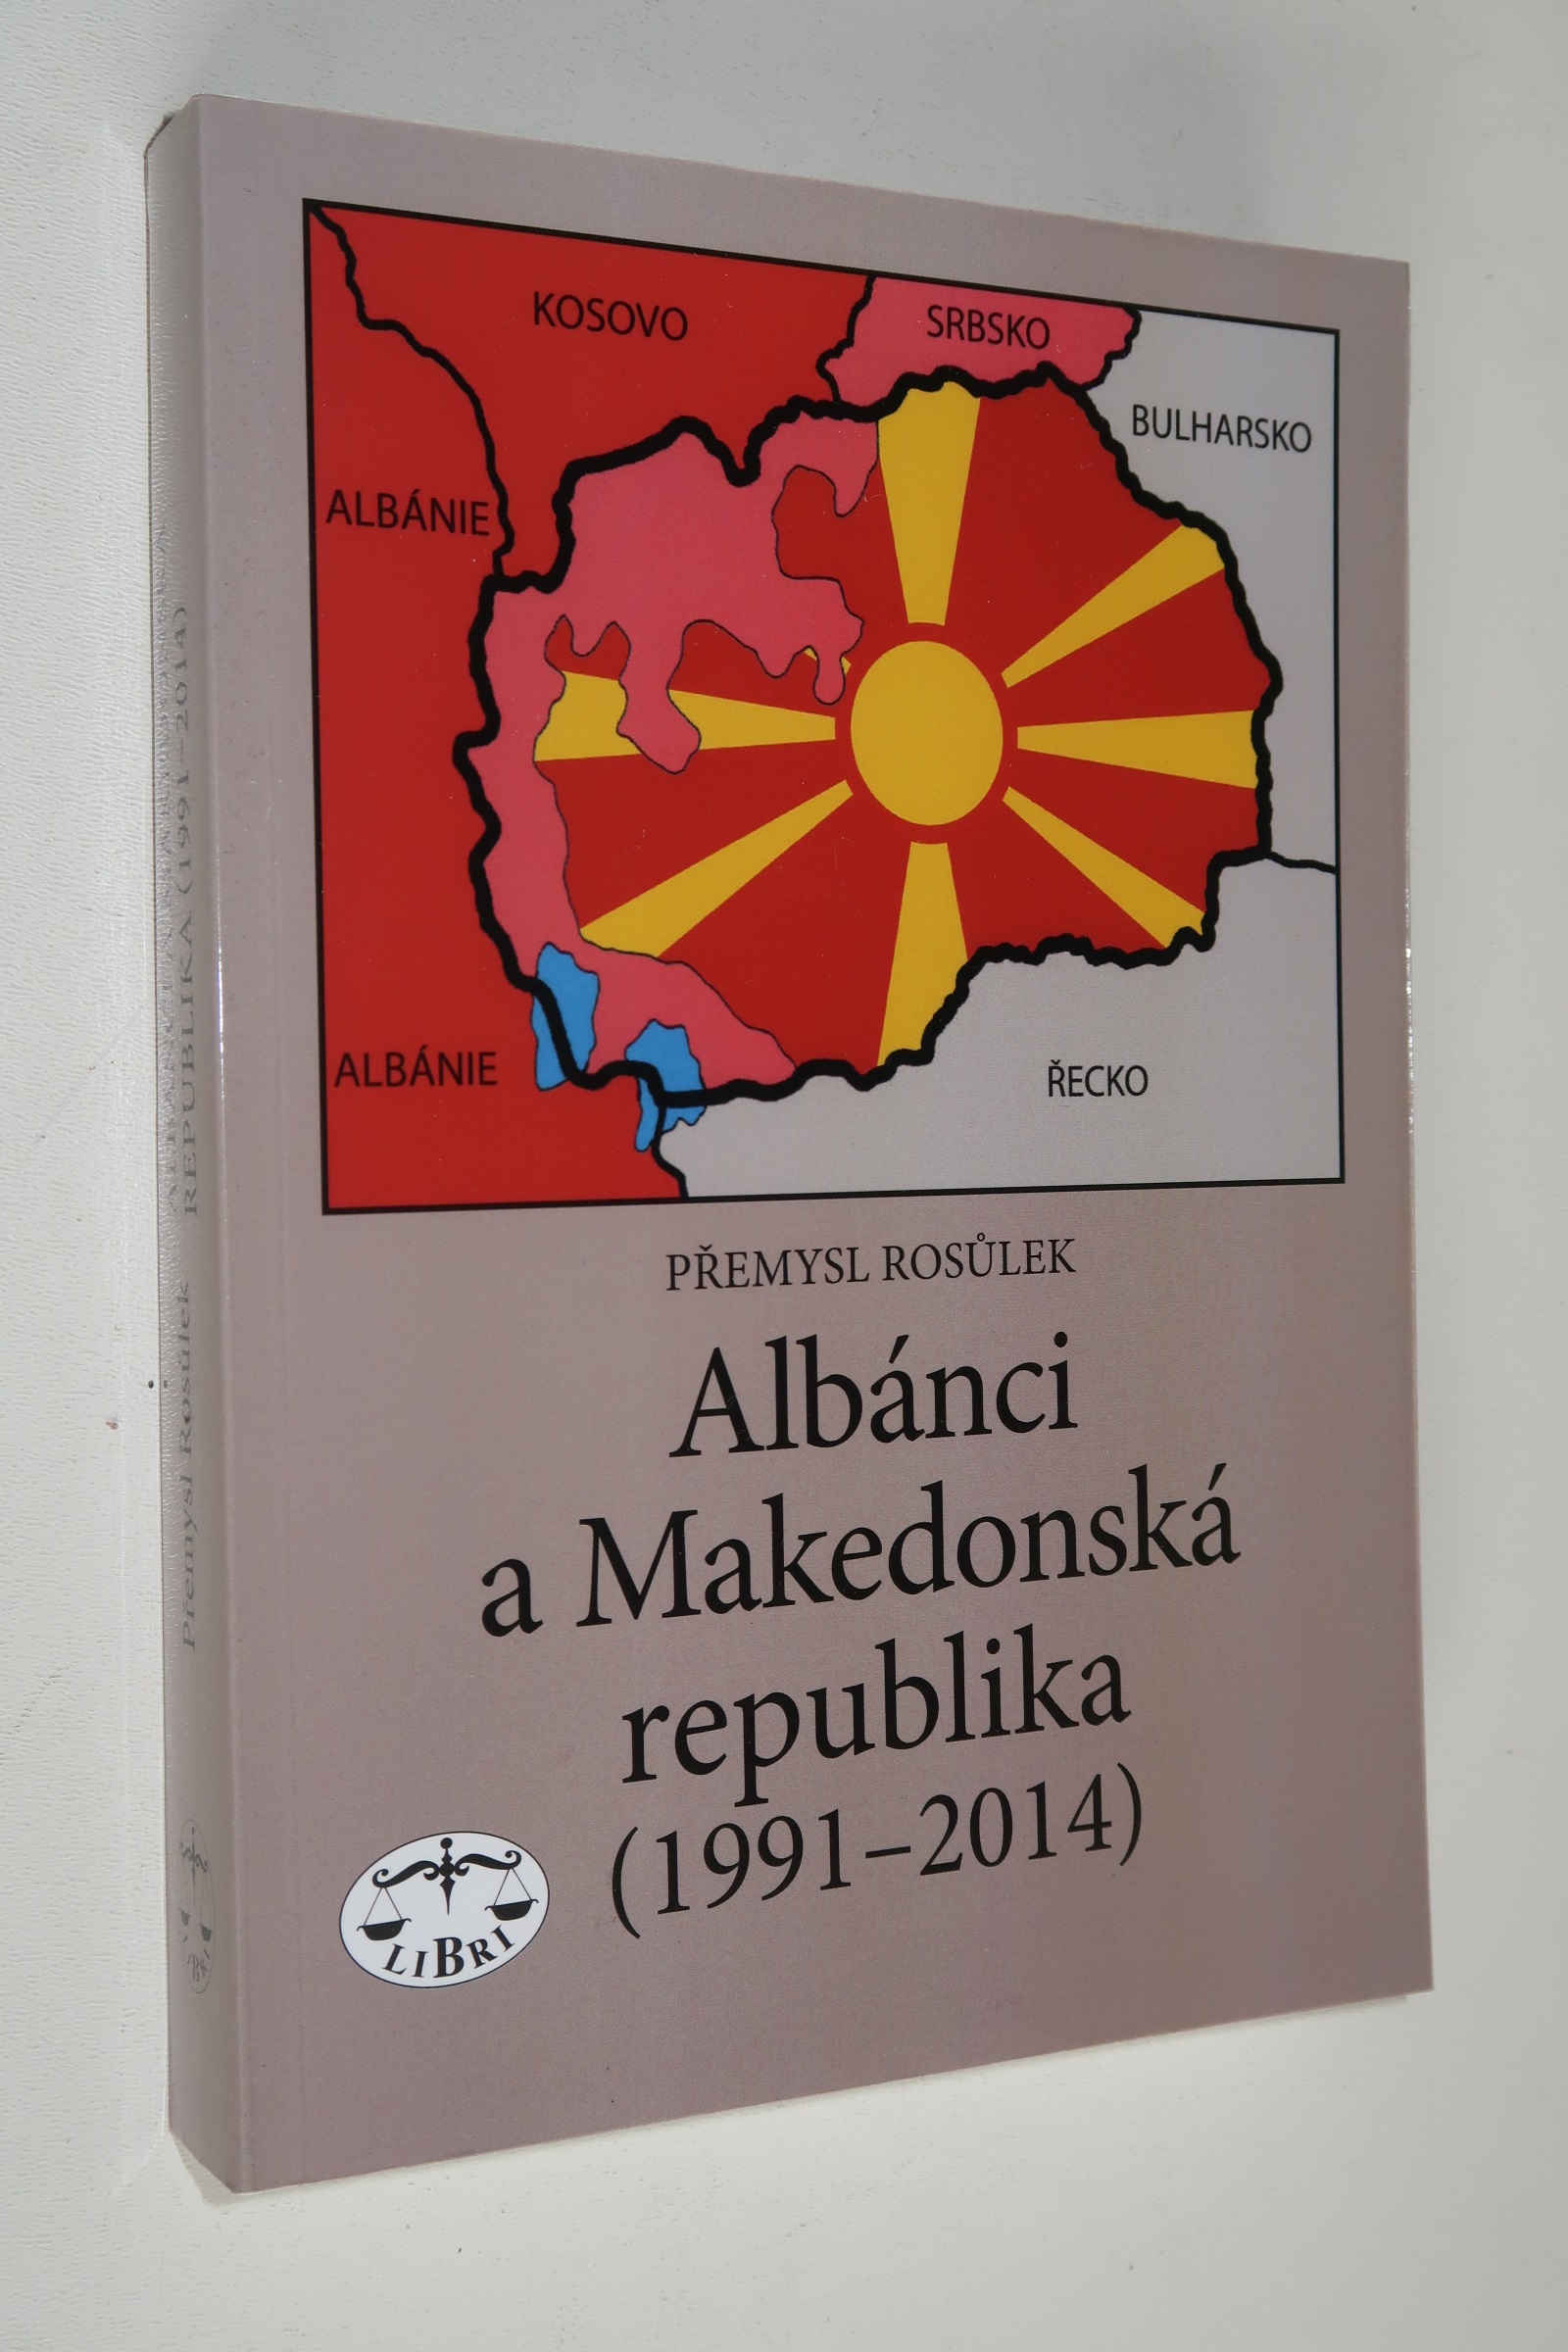 KOSOVO
SRBSKO
BULHARSKO
ALBÁNIE
ALBÁNIE
ŘECKO
PŘEMYSL ROSŮLEK
Albánci
a Makedonská
republika
(1991–2014)
LIBRI
Přemysl Rosůlek
REPUBLIKA (1991–2014)